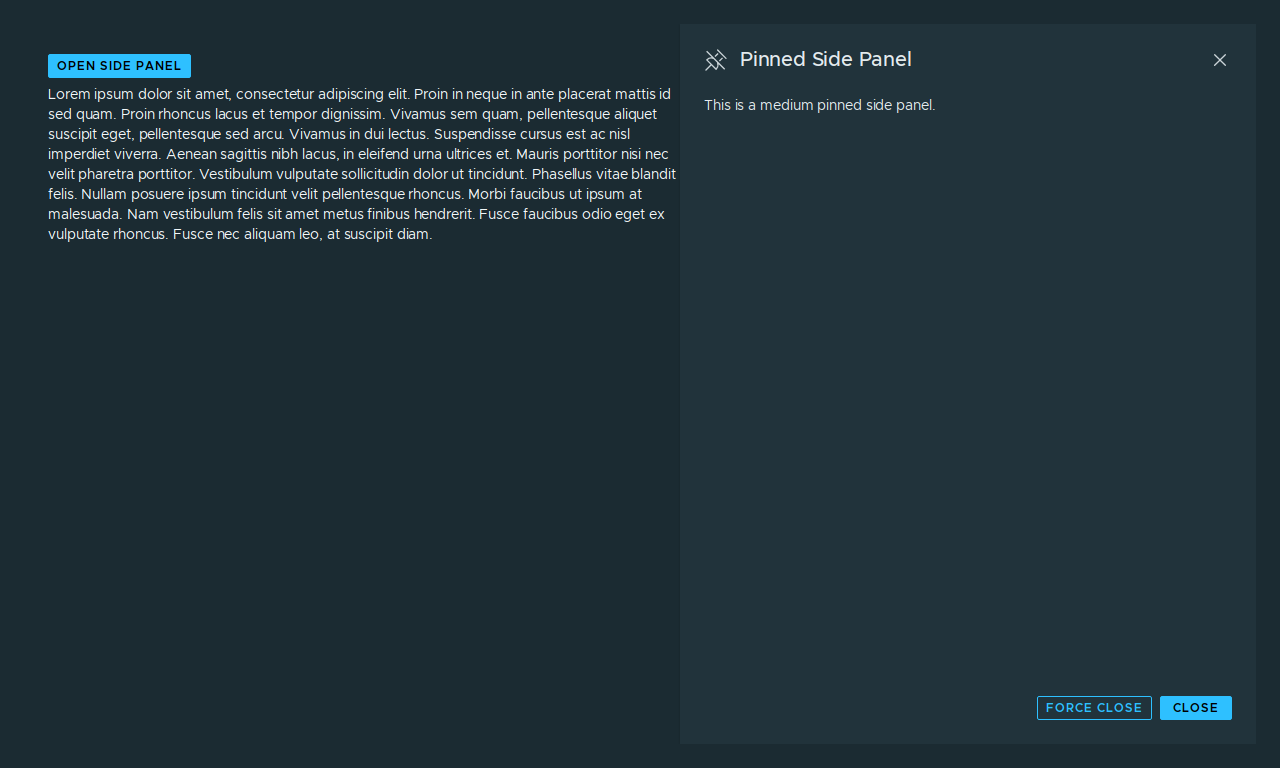 OPEN SIDE PANEL
Lorem ipsum dolor sit amet, consectetur adipiscing elit. Proin in neque in ante placerat mattis id
sed quam. Proin rhoncus lacus et tempor dignissim. Vivamus sem quam, pellentesque aliquet
suscipit eget, pellentesque sed arcu. Vivamus in dui lectus. Suspendisse cursus est ac nisl
imperdiet viverra. Aenean sagittis nibh lacus, in eleifend urna ultrices et. Mauris porttitor nisi nec
velit pharetra porttitor. Vestibulum vulputate sollicitudin dolor ut tincidunt. Phasellus vitae blandit
felis. Nullam posuere ipsum tincidunt velit pellentesque rhoncus. Morbi faucibus ut ipsum at
malesuada. Nam vestibulum felis sit amet metus finibus hendrerit. Fusce faucibus odio eget ex
vulputate rhoncus. Fusce nec aliquam leo, at suscipit diam.
Pinned Side Panel
This is a medium pinned side panel.
FORCE CLOSE
CLOSE